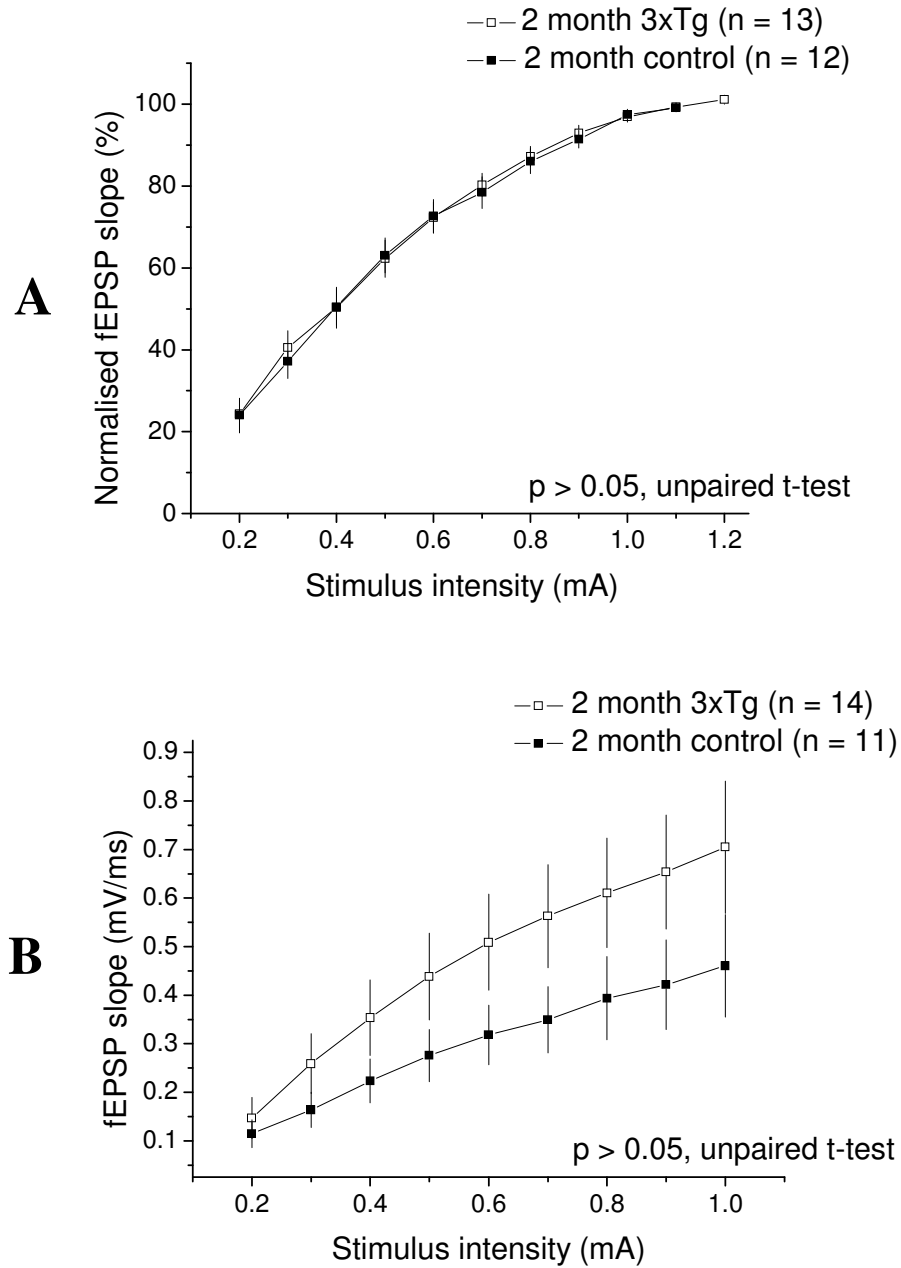 2 month 3xTg (n = 13)
2 month control (n = 12)
A
Normalised fEPSP slope (%)
100
80
60
40
20
0
p > 0.05, unpaired t-test
0.2 0.4 0.6 0.8 1.0 1.2
Stimulus intensity (mA)
2 month 3xTg (n = 14)
2 month control (n = 11)
B
fEPSP slope (mV/ms)
0.9
0.8
0.7
0.6
0.5
0.4
0.3
0.2
0.1
p > 0.05, unpaired t-test
0.2 0.4 0.6 0.8 1.0
Stimulus intensity (mA)